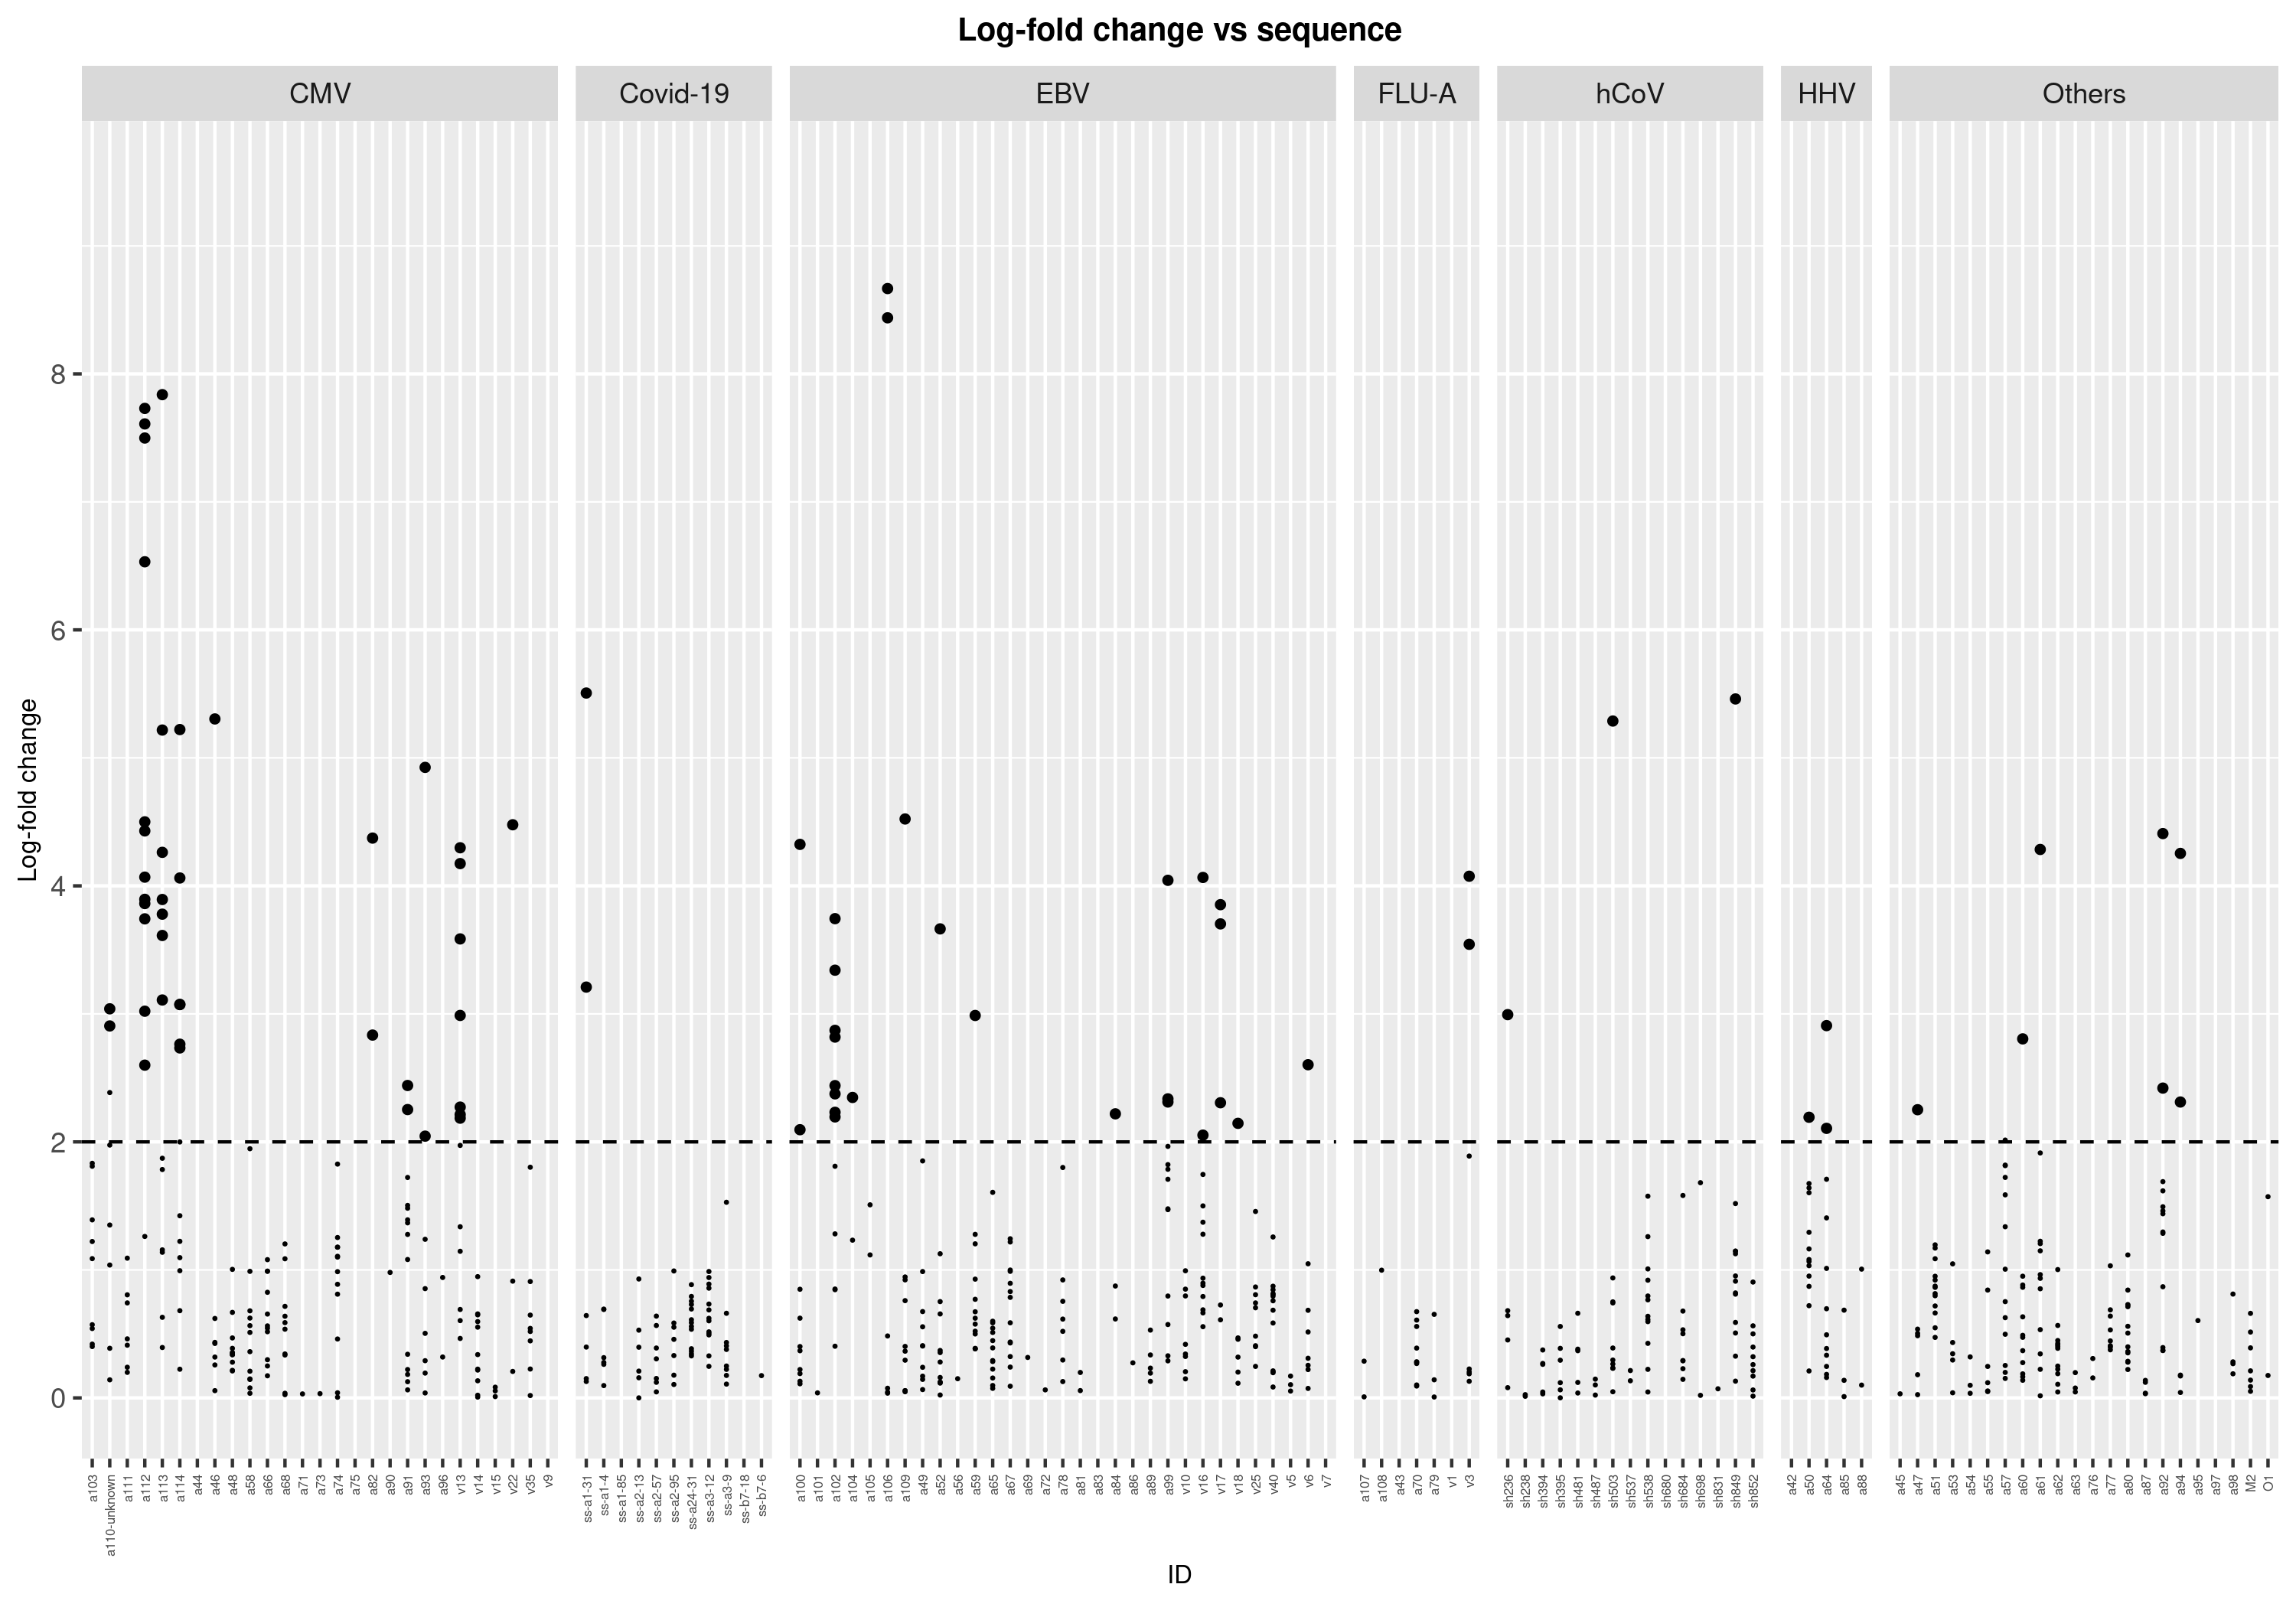 Log-fold change vs sequence
CMV Covid-19 EBV FLU-A hCoV HHV Others
Log-fold change
8
6
4
2
0
a103 a110-unknown a111 a112 a113 a114 a44 a46 a48 a58 a66 a68 a71 a73 a74 a75 a82 a90 a91 a93 a96 v13 v14 v15 v22 v35 v9
ss-a1-31 ss-a1-4 ss-a1-85 ss-a2-13 ss-a2-57 ss-a2-95 ss-a24-31 ss-a3-12 ss-a3-9 ss-b7-18 ss-b7-6
a100 a101 a102 a104 a105 a106 a109 a49 a52 a56 a59 a65 a67 a69 a72 a78 a81 a83 a84 a86 a89 a99 v10 v16 v17 v18 v25 v40 v5 v6 v7
a107 a108 a43 a70 a79 v1 v3
sh236 sh238 sh394 sh395 sh481 sh487 sh503 sh537 sh538 sh680 sh684 sh698 sh831 sh849 sh852
a42 a50 a64 a85 a88
a45 a47 a51 a53 a54 a55 a57 a60 a61 a62 a63 a76 a77 a80 a87 a92 a94 a95 a97 a98 M2 O1
ID